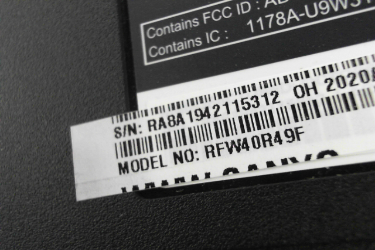 Contains FCC ID : A
Contains IC : 1178A-U9W3
S/N: RA8A1942115312 OH 2020
MODEL NO: RFW40R49F